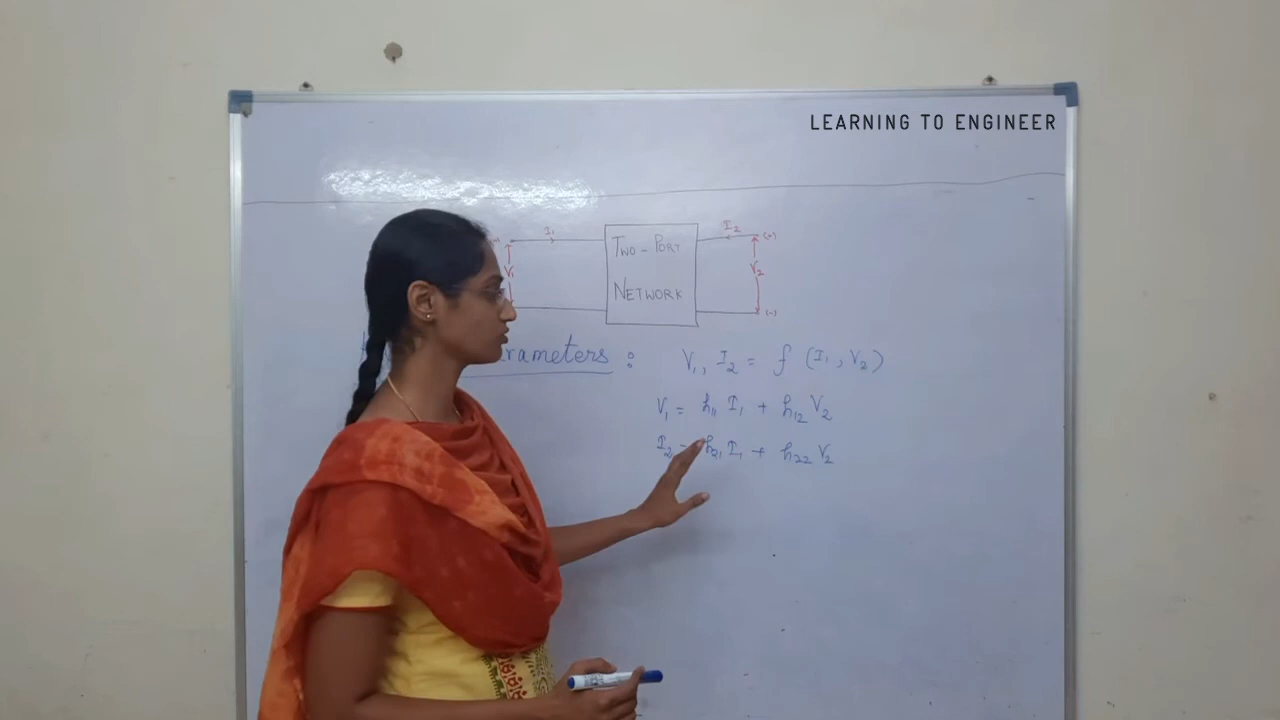 LEARNING TO ENGINEER
I₁ I₂
(+)
TWO-PORT
V₁ V₂
NETWORK
(-)
: V₁, I₂ = f (I₁, V₂)
V₁ = h₁₁ I₁ + h₁₂ V₂
I₂ = h₂₁ I₁ + h₂₂ V₂